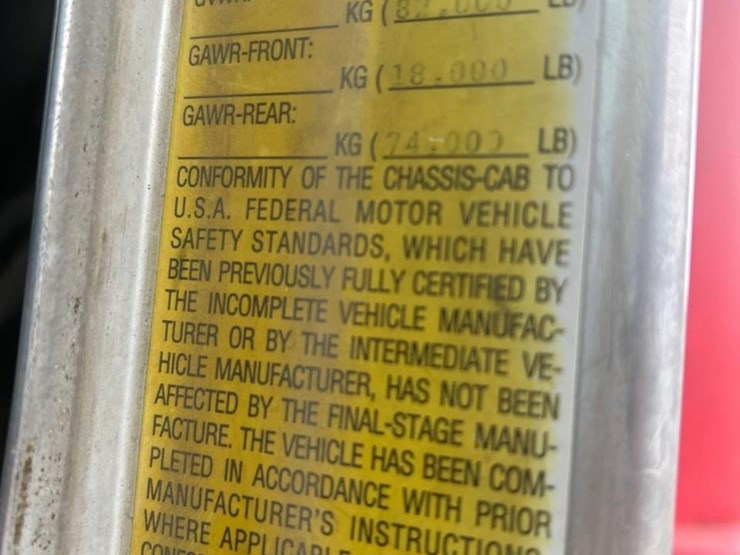 KG (82,000 LB)
GAWR-FRONT:
KG (18.000 LB)
GAWR-REAR:
KG (74.000 LB)
CONFORMITY OF THE CHASSIS-CAB TO
U.S.A. FEDERAL MOTOR VEHICLE
SAFETY STANDARDS, WHICH HAVE
BEEN PREVIOUSLY FULLY CERTIFIED BY
THE INCOMPLETE VEHICLE MANUFAC-
TURER OR BY THE INTERMEDIATE VE-
HICLE MANUFACTURER, HAS NOT BEEN
AFFECTED BY THE FINAL-STAGE MANU-
FACTURE. THE VEHICLE HAS BEEN COM-
PLETED IN ACCORDANCE WITH PRIOR
MANUFACTURER'S INSTRUCTIONS
WHERE